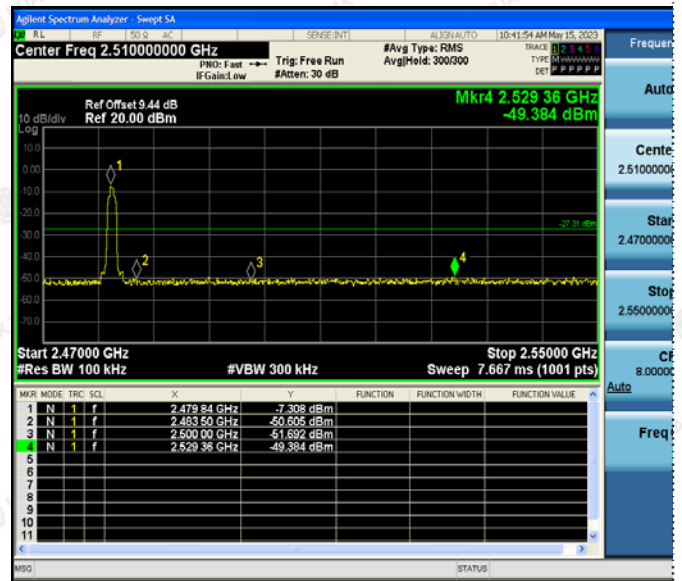 Agilent Spectrum Analyzer - Swept SA
RL RF 50 Ω AC SENSE:INT ALIGNAUTO 10:41:54 AM May 15, 2023
Center Freq 2.510000000 GHz
#Avg Type: RMS
TRACE 1 2 3 4 5 6
PNO: Fast
Trig: Free Run
Avg|Hold: 300/300
TYPE M
IFGain:Low
#Atten: 30 dB
DET P P P P P P
Mkr4 2.529 36 GHz
-49.384 dBm
Ref Offset 9.44 dB
10 dB/div Ref 20.00 dBm
Log
10.0
0.00
-10.0
-20.0
-30.0
-40.0
-50.0
-60.0
-70.0
1
2
3
4
-27.31 dBm
Start 2.47000 GHz
Stop 2.55000 GHz
#Res BW 100 kHz
#VBW 300 kHz
Sweep 7.667 ms (1001 pts)
MKR MODE TRC SCL X Y FUNCTION FUNCTION WIDTH FUNCTION VALUE
1 N 1 f 2.479 84 GHz -7.308 dBm
2 N 1 f 2.483 50 GHz -50.605 dBm
3 N 1 f 2.500 00 GHz -51.692 dBm
4 N 1 f 2.529 36 GHz -49.384 dBm
5
6
7
8
9
10
11
MSG
STATUS
Frequen
Auto
Cente
2.51000000
Star
2.4700000
Stop
2.5500000
CF
8.00000
Auto
Freq